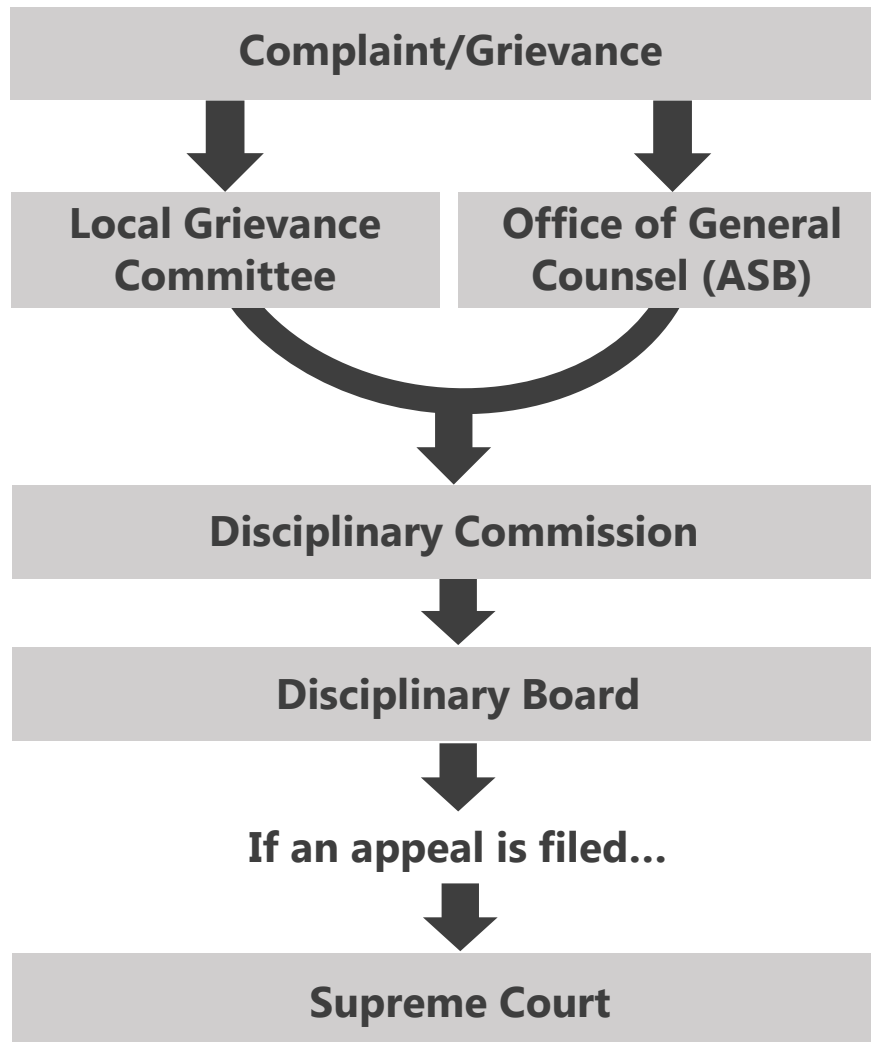 Complaint/Grievance
Local Grievance
Committee
Office of General
Counsel (ASB)
Disciplinary Commission
Disciplinary Board
If an appeal is filed...
Supreme Court